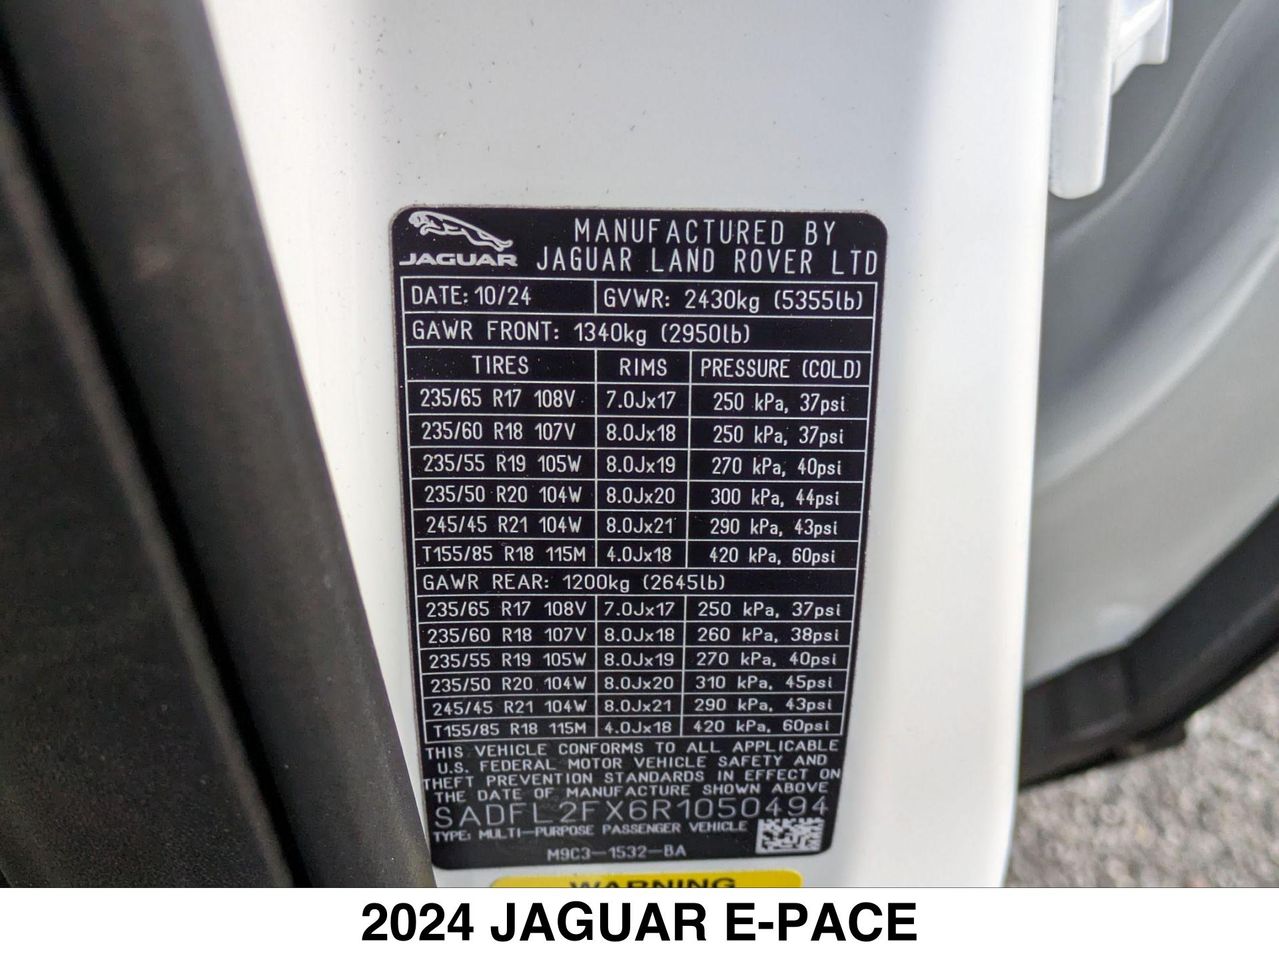 JAGUAR
MANUFACTURED BY
JAGUAR LAND ROVER LTD
DATE: 10/24 GVWR: 2430kg (5355lb)
GAWR FRONT: 1340kg (2950lb)
TIRES RIMS PRESSURE (COLD)
235/65 R17 108V 7.0Jx17 250 kPa, 37psi
235/60 R18 107V 8.0Jx18 250 kPa, 37psi
235/55 R19 105W 8.0Jx19 270 kPa, 40psi
235/50 R20 104W 8.0Jx20 300 kPa, 44psi
245/45 R21 104W 8.0Jx21 290 kPa, 43psi
T155/85 R18 115M 4.0Jx18 420 kPa, 60psi
GAWR REAR: 1200kg (2645lb)
235/65 R17 108V 7.0Jx17 250 kPa, 37psi
235/60 R18 107V 8.0Jx18 260 kPa, 38psi
235/55 R19 105W 8.0Jx19 270 kPa, 40psi
235/50 R20 104W 8.0Jx20 310 kPa, 45psi
245/45 R21 104W 8.0Jx21 290 kPa, 43psi
T155/85 R18 115M 4.0Jx18 420 kPa, 60psi
THIS VEHICLE CONFORMS TO ALL APPLICABLE
U.S. FEDERAL MOTOR VEHICLE SAFETY AND
THEFT PREVENTION STANDARDS IN EFFECT ON
THE DATE OF MANUFACTURE SHOWN ABOVE
SADFL2FX6R1050494
TYPE: MULTI-PURPOSE PASSENGER VEHICLE
M9C3-1532-BA
WARNING
2024 JAGUAR E-PACE